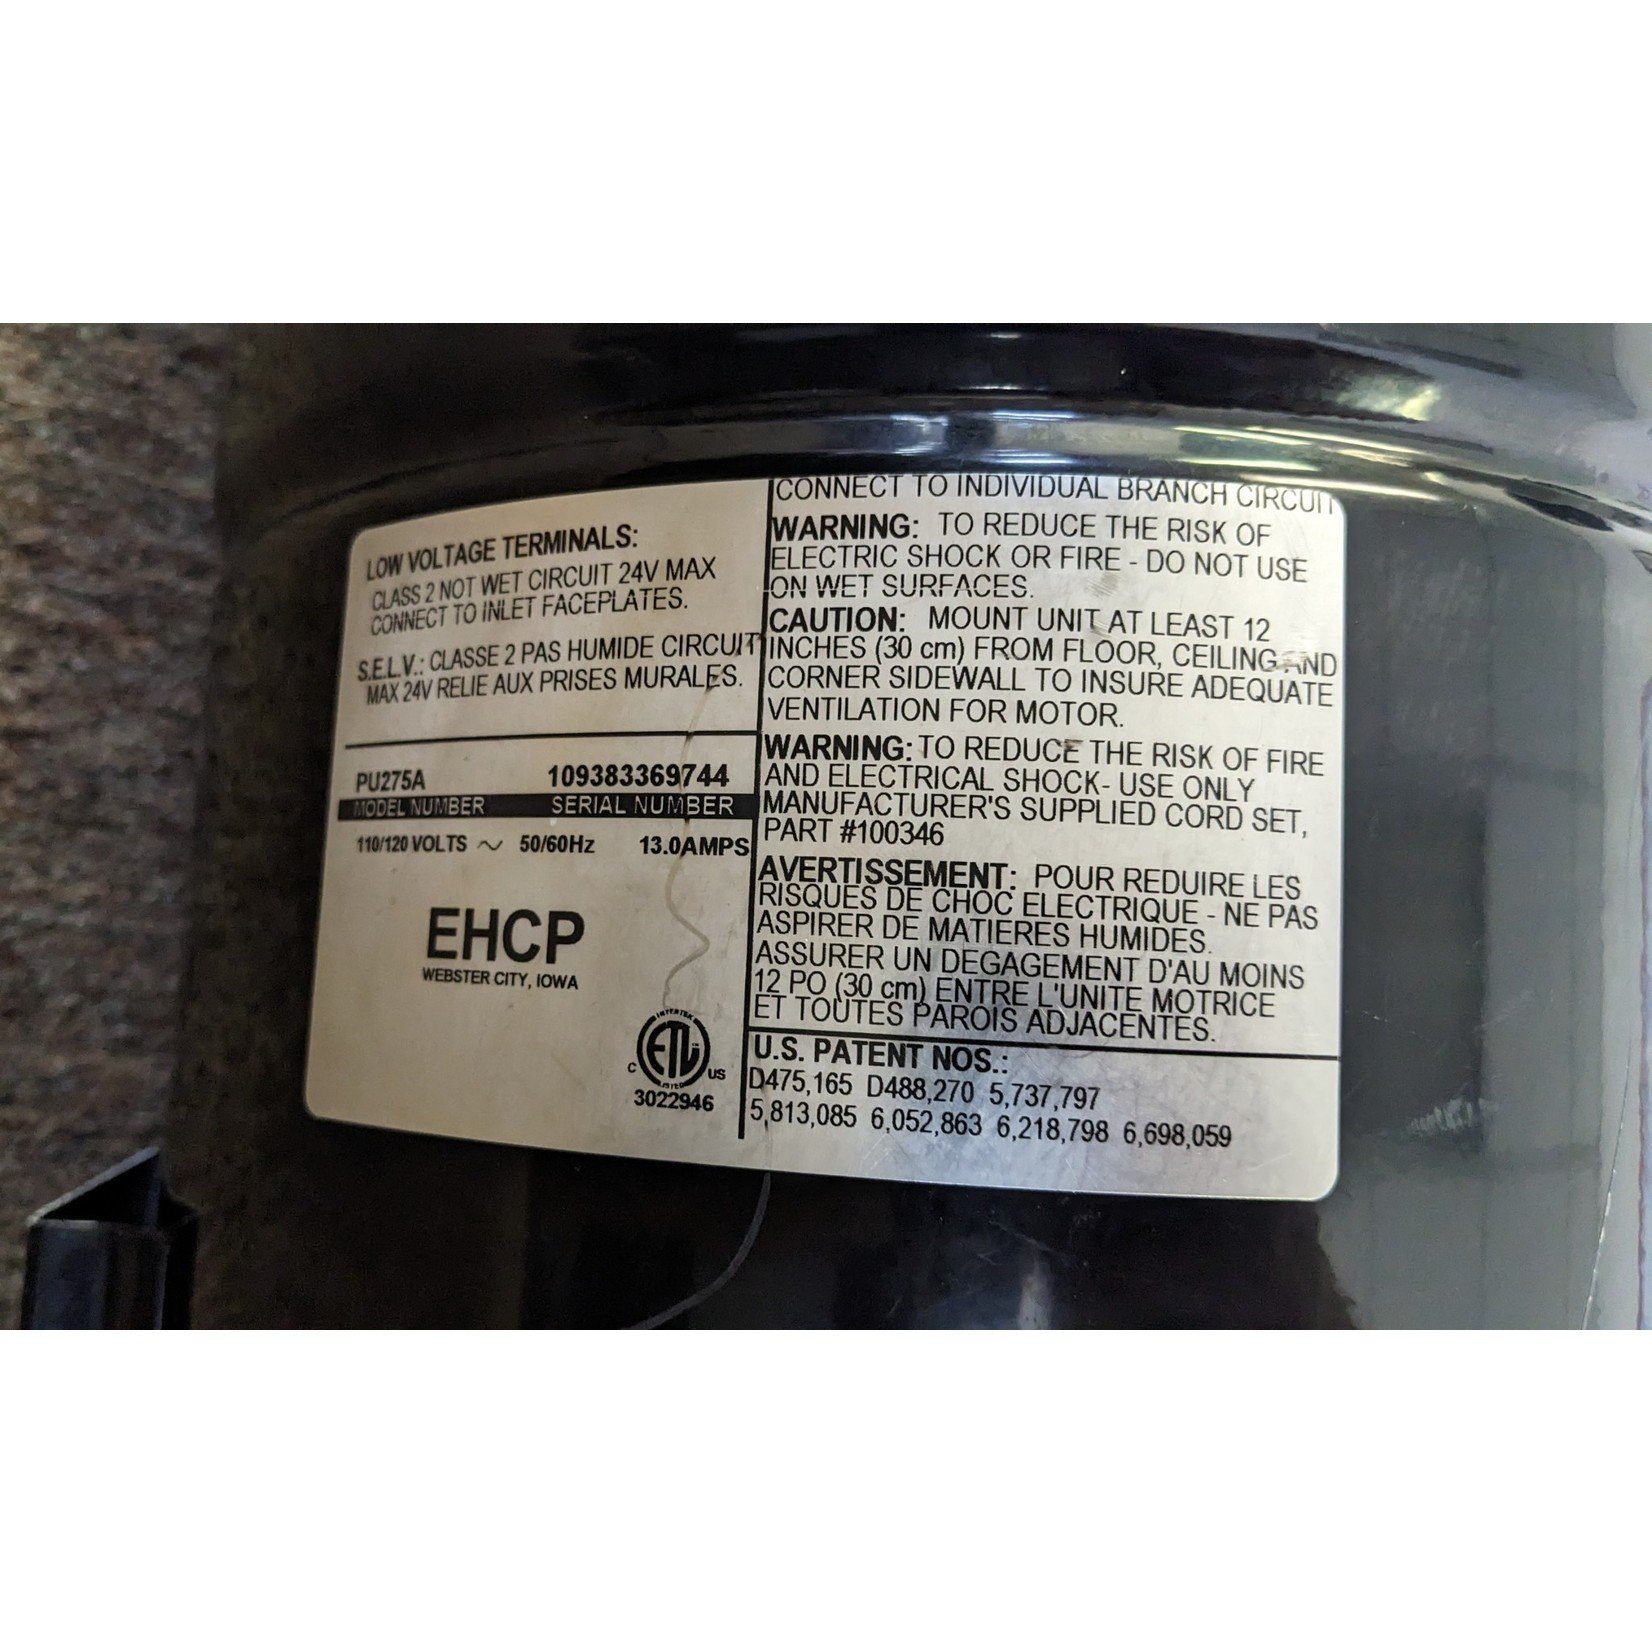 LOW VOLTAGE TERMINALS:
CLASS 2 NOT WET CIRCUIT 24V MAX
CONNECT TO INLET FACEPLATES.
S.E.L.V.: CLASSE 2 PAS HUMIDE CIRCUIT
MAX 24V RELIE AUX PRISES MURALES.
PU275A 109383369744
MODEL NUMBER SERIAL NUMBER
110/120 VOLTS ~ 50/60Hz 13.0AMPS
EHCP
WEBSTER CITY, IOWA
INTERTEK
ETL
LISTED
C US
3022946
CONNECT TO INDIVIDUAL BRANCH CIRCUIT
WARNING: TO REDUCE THE RISK OF
ELECTRIC SHOCK OR FIRE - DO NOT USE
ON WET SURFACES.
CAUTION: MOUNT UNIT AT LEAST 12
INCHES (30 cm) FROM FLOOR, CEILING AND
CORNER SIDEWALL TO INSURE ADEQUATE
VENTILATION FOR MOTOR.
WARNING: TO REDUCE THE RISK OF FIRE
AND ELECTRICAL SHOCK- USE ONLY
MANUFACTURER'S SUPPLIED CORD SET,
PART #100346
AVERTISSEMENT: POUR REDUIRE LES
RISQUES DE CHOC ELECTRIQUE - NE PAS
ASPIRER DE MATIERES HUMIDES.
ASSURER UN DEGAGEMENT D'AU MOINS
12 PO (30 cm) ENTRE L'UNITE MOTRICE
ET TOUTES PAROIS ADJACENTES.
U.S. PATENT NOS.:
D475,165 D488,270 5,737,797
5,813,085 6,052,863 6,218,798 6,698,059